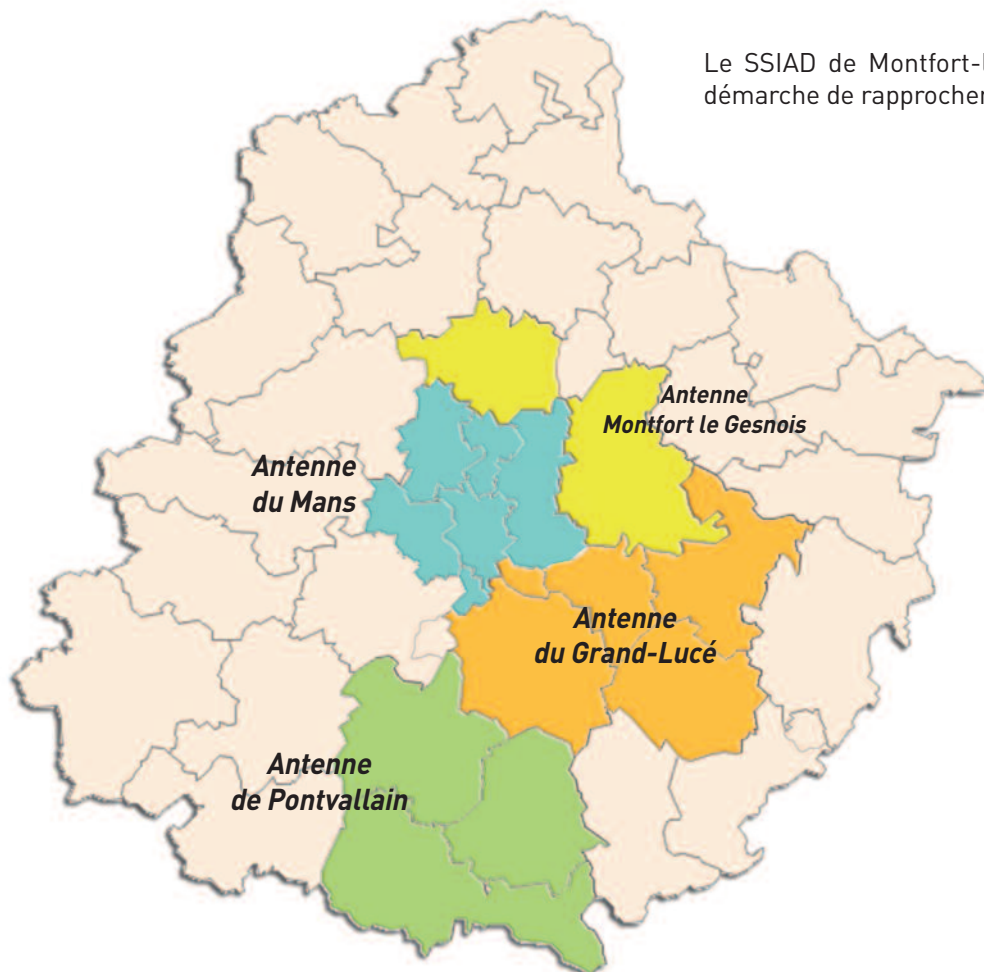 Le SSIAD de Montfort-l
démarche de rapprocher
Antenne
Montfort le Gesnois
Antenne
du Mans
Antenne
du Grand-Lucé
Antenne
de Pontvallain